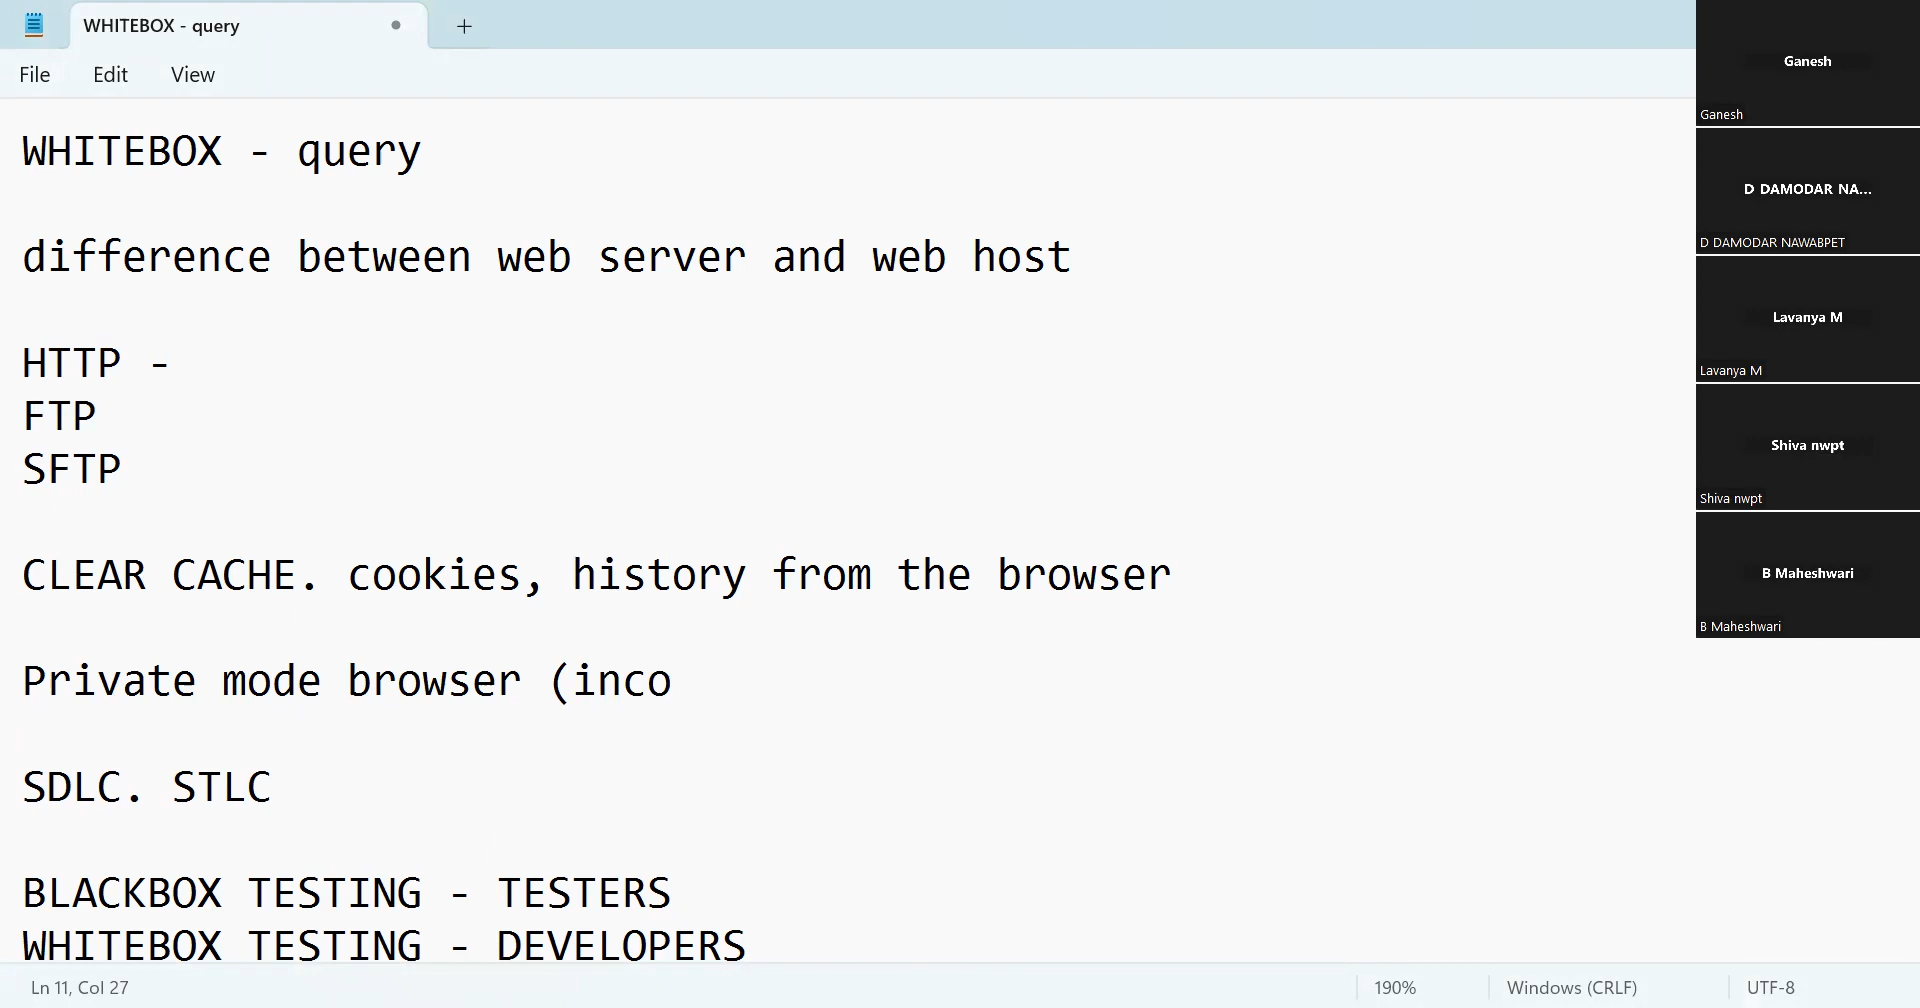 WHITEBOX - query
File Edit View
WHITEBOX - query
difference between web server and web host
HTTP -
FTP
SFTP
CLEAR CACHE. cookies, history from the browser
Private mode browser (inco
SDLC. STLC
BLACKBOX TESTING - TESTERS
WHITEBOX TESTING - DEVELOPERS
Ln 11, Col 27
190%
Windows (CRLF)
UTF-8
Ganesh
Ganesh
D DAMODAR NA...
D DAMODAR NAWABPET
Lavanya M
Lavanya M
Shiva nwpt
Shiva nwpt
B Maheshwari
B Maheshwari